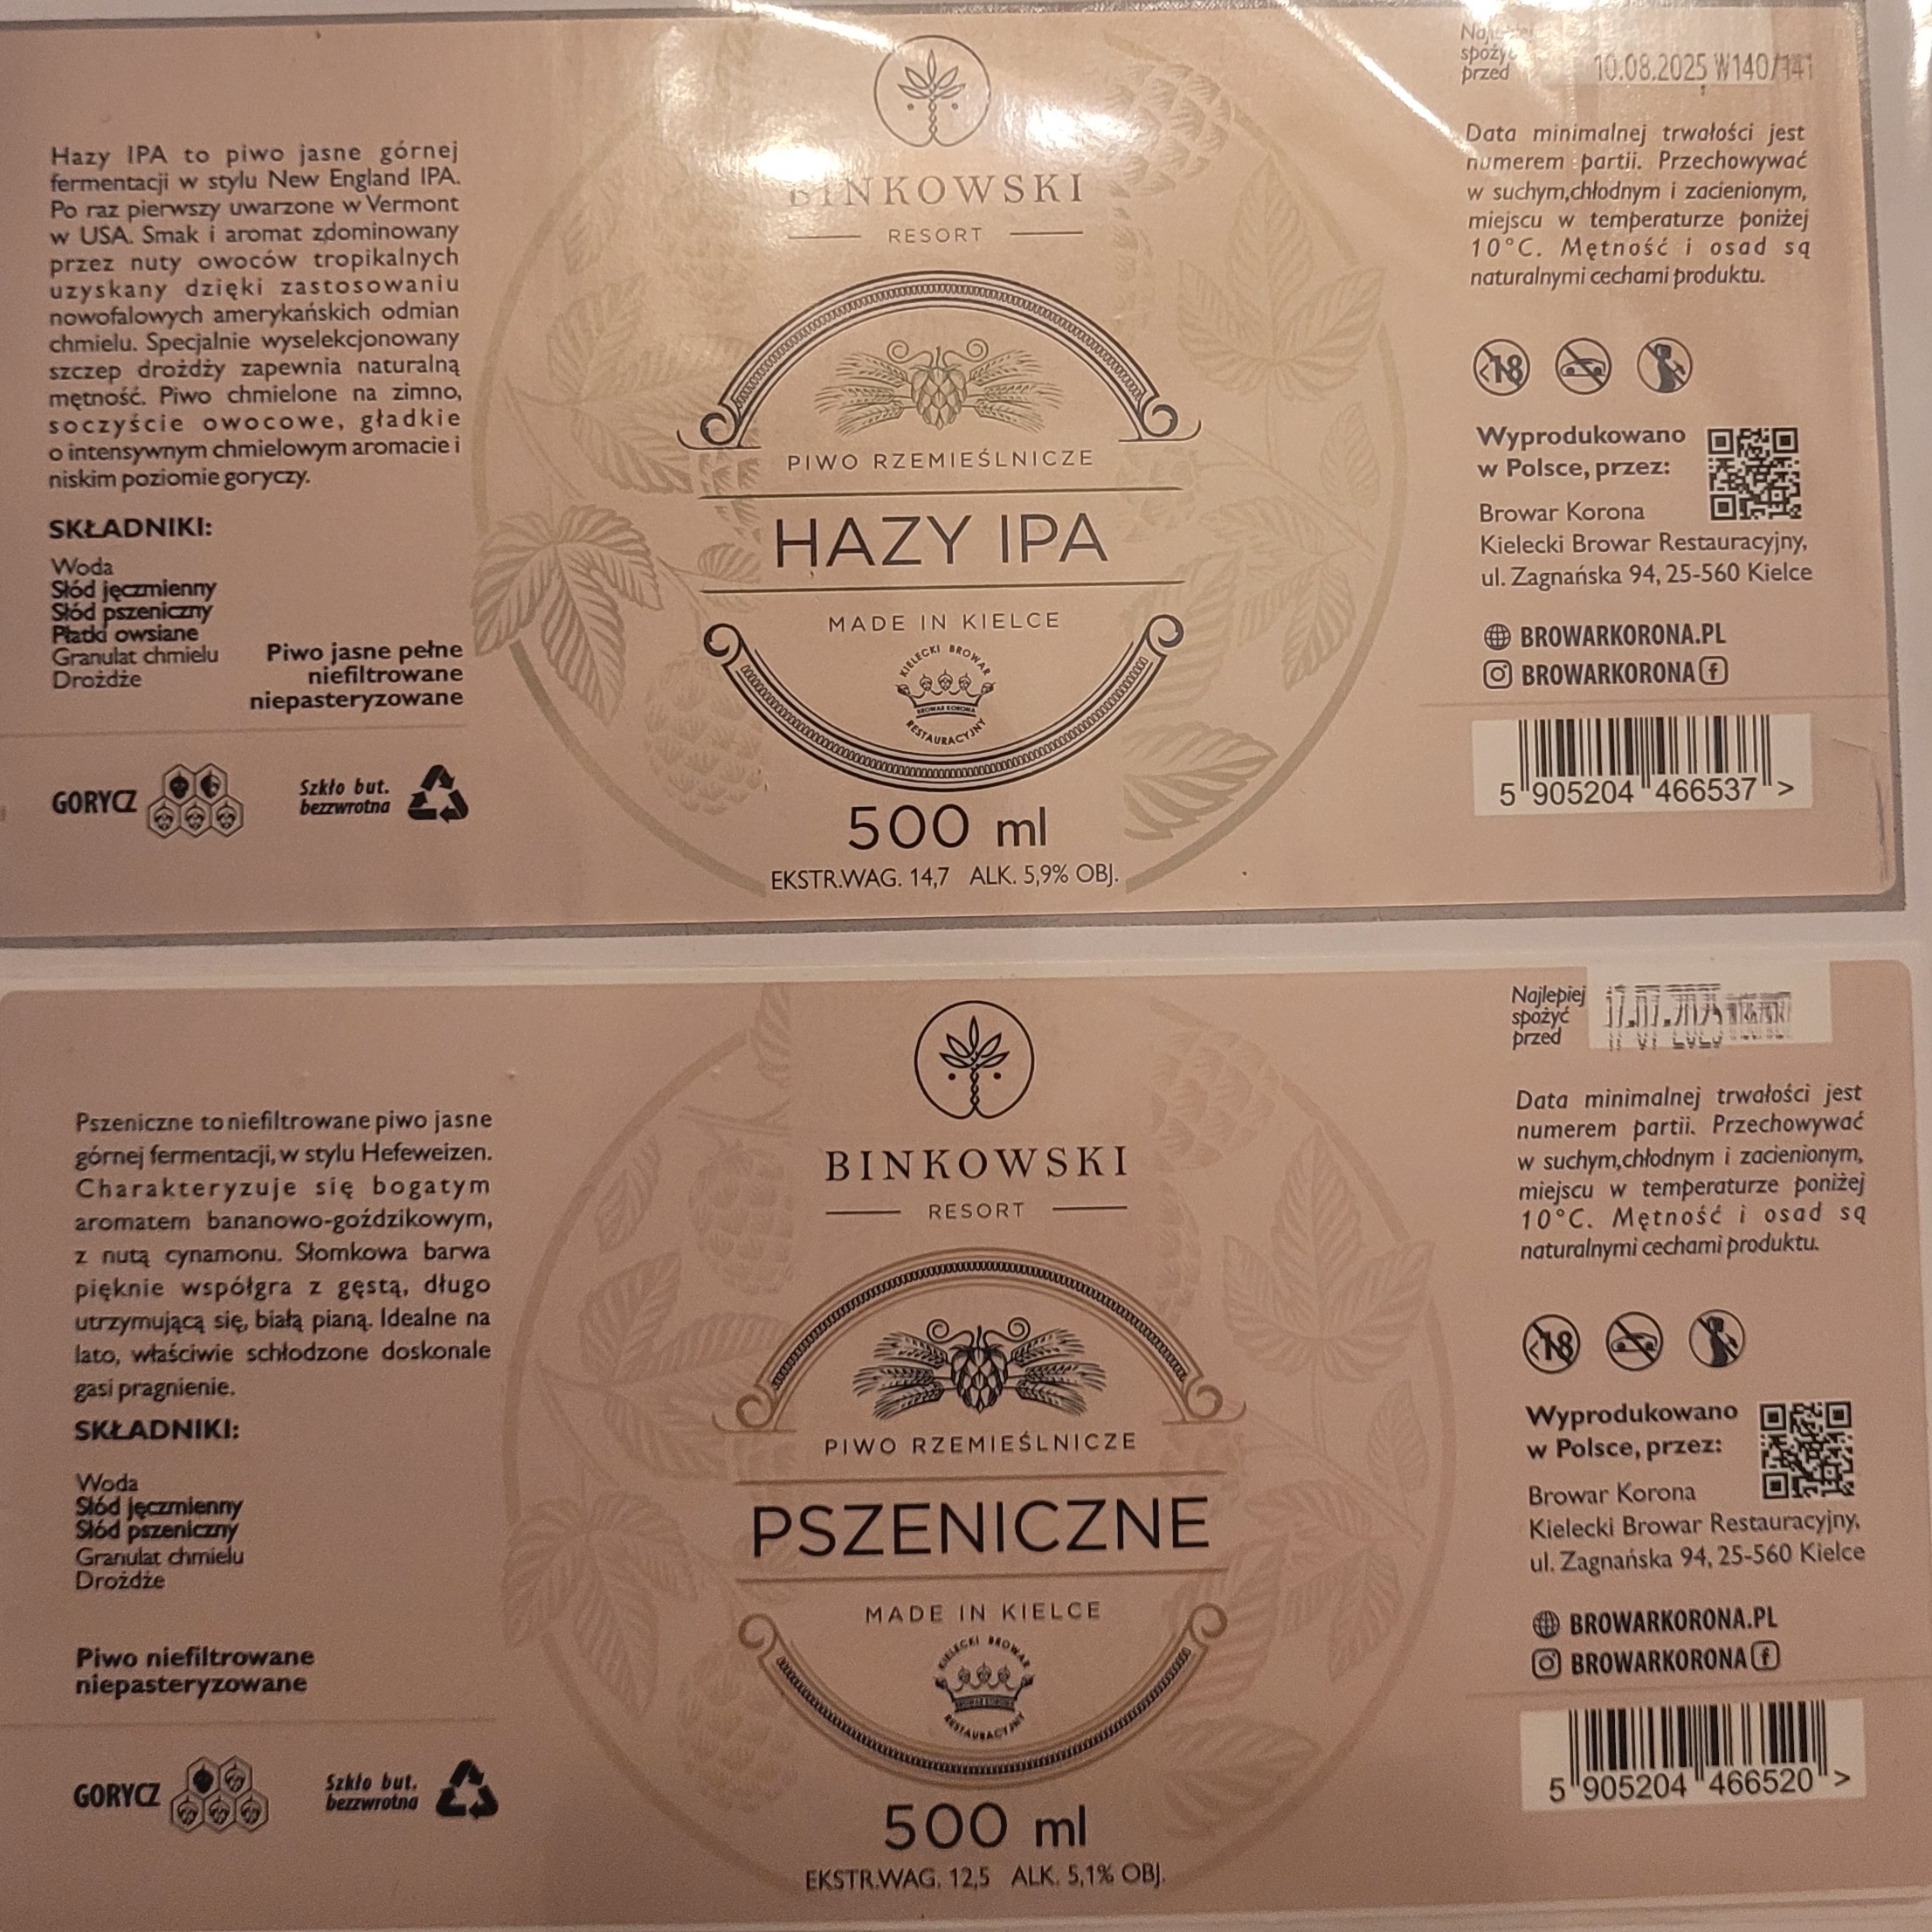 Hazy IPA to piwo jasne górnej
fermentacji w stylu New England IPA.
Po raz pierwszy uwarzone w Vermont
w USA. Smak i aromat zdominowany
przez nuty owoców tropikalnych
uzyskany dzięki zastosowaniu
nowofalowych amerykańskich odmian
chmielu. Specjalnie wyselekcjonowany
szczep drożdży zapewnia naturalną
mętność. Piwo chmielone na zimno,
soczyście owocowe, gładkie
o intensywnym chmielowym aromacie i
niskim poziomie goryczy.
SKŁADNIKI:
Woda
Słód jęczmienny
Słód pszeniczny
Płatki owsiane
Granulat chmielu
Drożdże
Piwo jasne pełne
niefiltrowane
niepasteryzowane
GORYCZ
Szkło but.
bezzwrotna
BINKOWSKI
RESORT
PIWO RZEMIEŚLNICZE
HAZY IPA
MADE IN KIELCE
KIELECKI BROWAR
BROWAR KORONA
RESTAURACYJNY
500 ml
EKSTR.WAG. 14,7 ALK. 5,9% OBJ.
Najlepiej
spożyć
przed
10.08.2025 W140/141
Data minimalnej trwałości jest
numerem partii. Przechowywać
w suchym,chłodnym i zacienionym,
miejscu w temperaturze poniżej
10°C. Mętność i osad są
naturalnymi cechami produktu.
<18
Wyprodukowano
w Polsce, przez:
Browar Korona
Kielecki Browar Restauracyjny,
ul. Zagnańska 94, 25-560 Kielce
BROWARKORONA.PL
BROWARKORONA f
5 905204 466537 >
Pszeniczne to niefiltrowane piwo jasne
górnej fermentacji, w stylu Hefeweizen.
Charakteryzuje się bogatym
aromatem bananowo-goździkowym,
z nutą cynamonu. Słomkowa barwa
pięknie współgra z gęstą, długo
utrzymującą się, białą pianą. Idealne na
lato, właściwie schłodzone doskonale
gasi pragnienie.
SKŁADNIKI:
Woda
Słód jęczmienny
Słód pszeniczny
Granulat chmielu
Drożdże
Piwo niefiltrowane
niepasteryzowane
GORYCZ
Szkło but.
bezzwrotna
BINKOWSKI
RESORT
PIWO RZEMIEŚLNICZE
PSZENICZNE
MADE IN KIELCE
KIELECKI BROWAR
BROWAR KORONA
RESTAURACYJNY
500 ml
EKSTR.WAG. 12,5 ALK. 5,1% OBJ.
Najlepiej
spożyć
przed
17.07.2025
Data minimalnej trwałości jest
numerem partii. Przechowywać
w suchym,chłodnym i zacienionym,
miejscu w temperaturze poniżej
10°C. Mętność i osad są
naturalnymi cechami produktu.
<18
Wyprodukowano
w Polsce, przez:
Browar Korona
Kielecki Browar Restauracyjny,
ul. Zagnańska 94, 25-560 Kielce
BROWARKORONA.PL
BROWARKORONA f
5 905204 466520 >